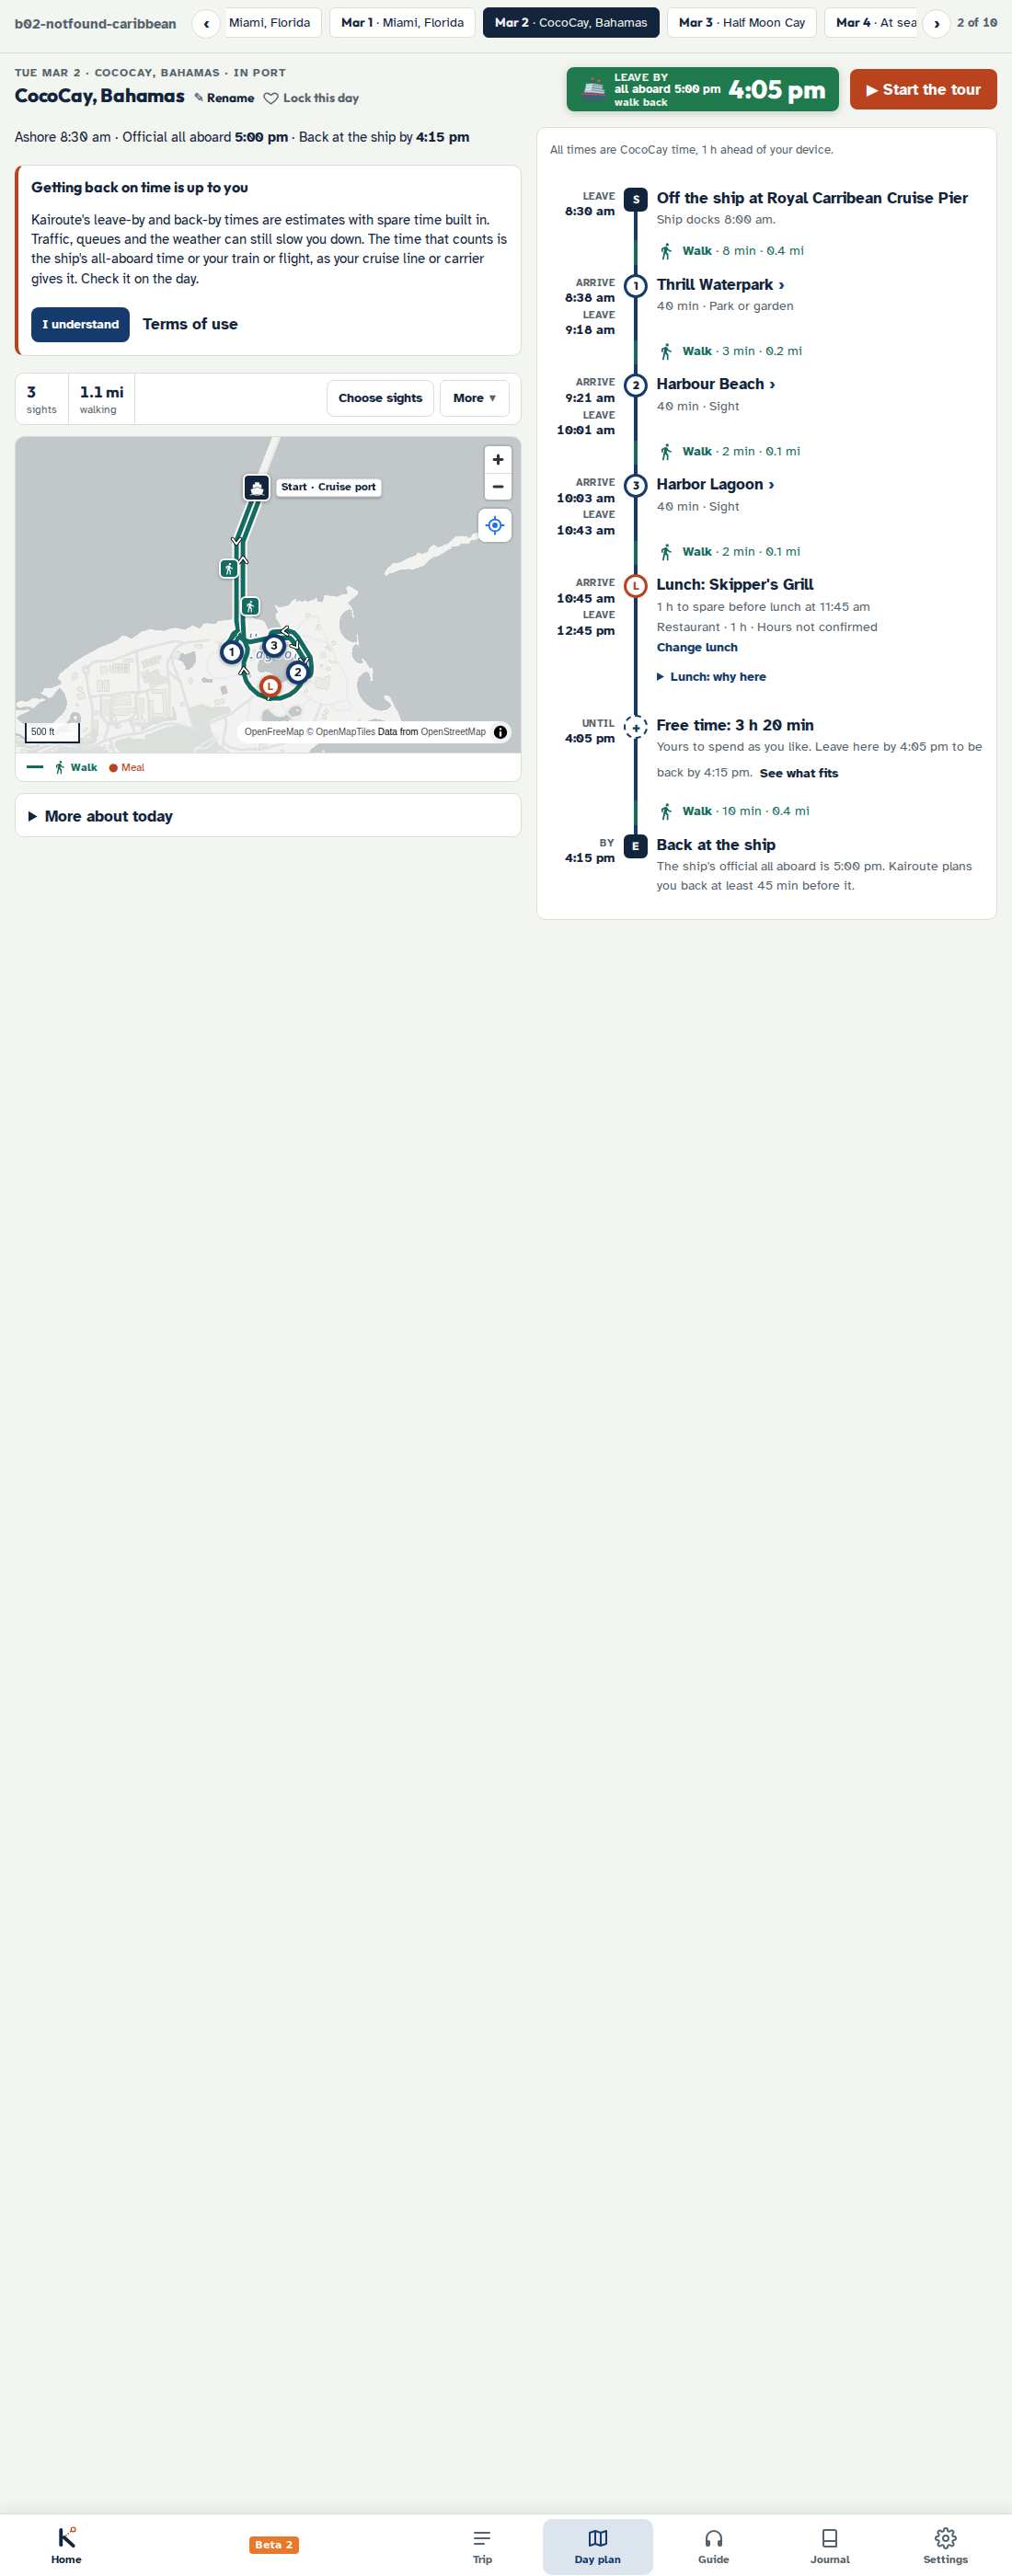 b02-notfound-caribbean
‹
Miami, Florida
Mar 1 · Miami, Florida
Mar 2 · CocoCay, Bahamas
Mar 3 · Half Moon Cay
Mar 4 · At sea
›
2 of 10
TUE MAR 2 · COCOCAY, BAHAMAS · IN PORT
CocoCay, Bahamas
✎ Rename
Lock this day
LEAVE BY
all aboard 5:00 pm
walk back
4:05 pm
▶ Start the tour
Ashore 8:30 am · Official all aboard 5:00 pm · Back at the ship by 4:15 pm
Getting back on time is up to you
Kairoute's leave-by and back-by times are estimates with spare time built in.
Traffic, queues and the weather can still slow you down. The time that counts is
the ship's all-aboard time or your train or flight, as your cruise line or carrier
gives it. Check it on the day.
I understand
Terms of use
3
sights
1.1 mi
walking
Choose sights
More ▼
Start · Cruise port
+
−
1
3
2
L
500 ft
OpenFreeMap © OpenMapTiles Data from OpenStreetMap
Walk
Meal
▶ More about today
All times are CocoCay time, 1 h ahead of your device.
LEAVE
8:30 am
S
Off the ship at Royal Carribean Cruise Pier
Ship docks 8:00 am.
Walk · 8 min · 0.4 mi
ARRIVE
8:38 am
LEAVE
9:18 am
1
Thrill Waterpark ›
40 min · Park or garden
Walk · 3 min · 0.2 mi
ARRIVE
9:21 am
LEAVE
10:01 am
2
Harbour Beach ›
40 min · Sight
Walk · 2 min · 0.1 mi
ARRIVE
10:03 am
LEAVE
10:43 am
3
Harbor Lagoon ›
40 min · Sight
Walk · 2 min · 0.1 mi
ARRIVE
10:45 am
LEAVE
12:45 pm
L
Lunch: Skipper's Grill
1 h to spare before lunch at 11:45 am
Restaurant · 1 h · Hours not confirmed
Change lunch
▶ Lunch: why here
UNTIL
4:05 pm
+
Free time: 3 h 20 min
Yours to spend as you like. Leave here by 4:05 pm to be
back by 4:15 pm. See what fits
Walk · 10 min · 0.4 mi
BY
4:15 pm
E
Back at the ship
The ship's official all aboard is 5:00 pm. Kairoute plans
you back at least 45 min before it.
Home
Beta 2
Trip
Day plan
Guide
Journal
Settings